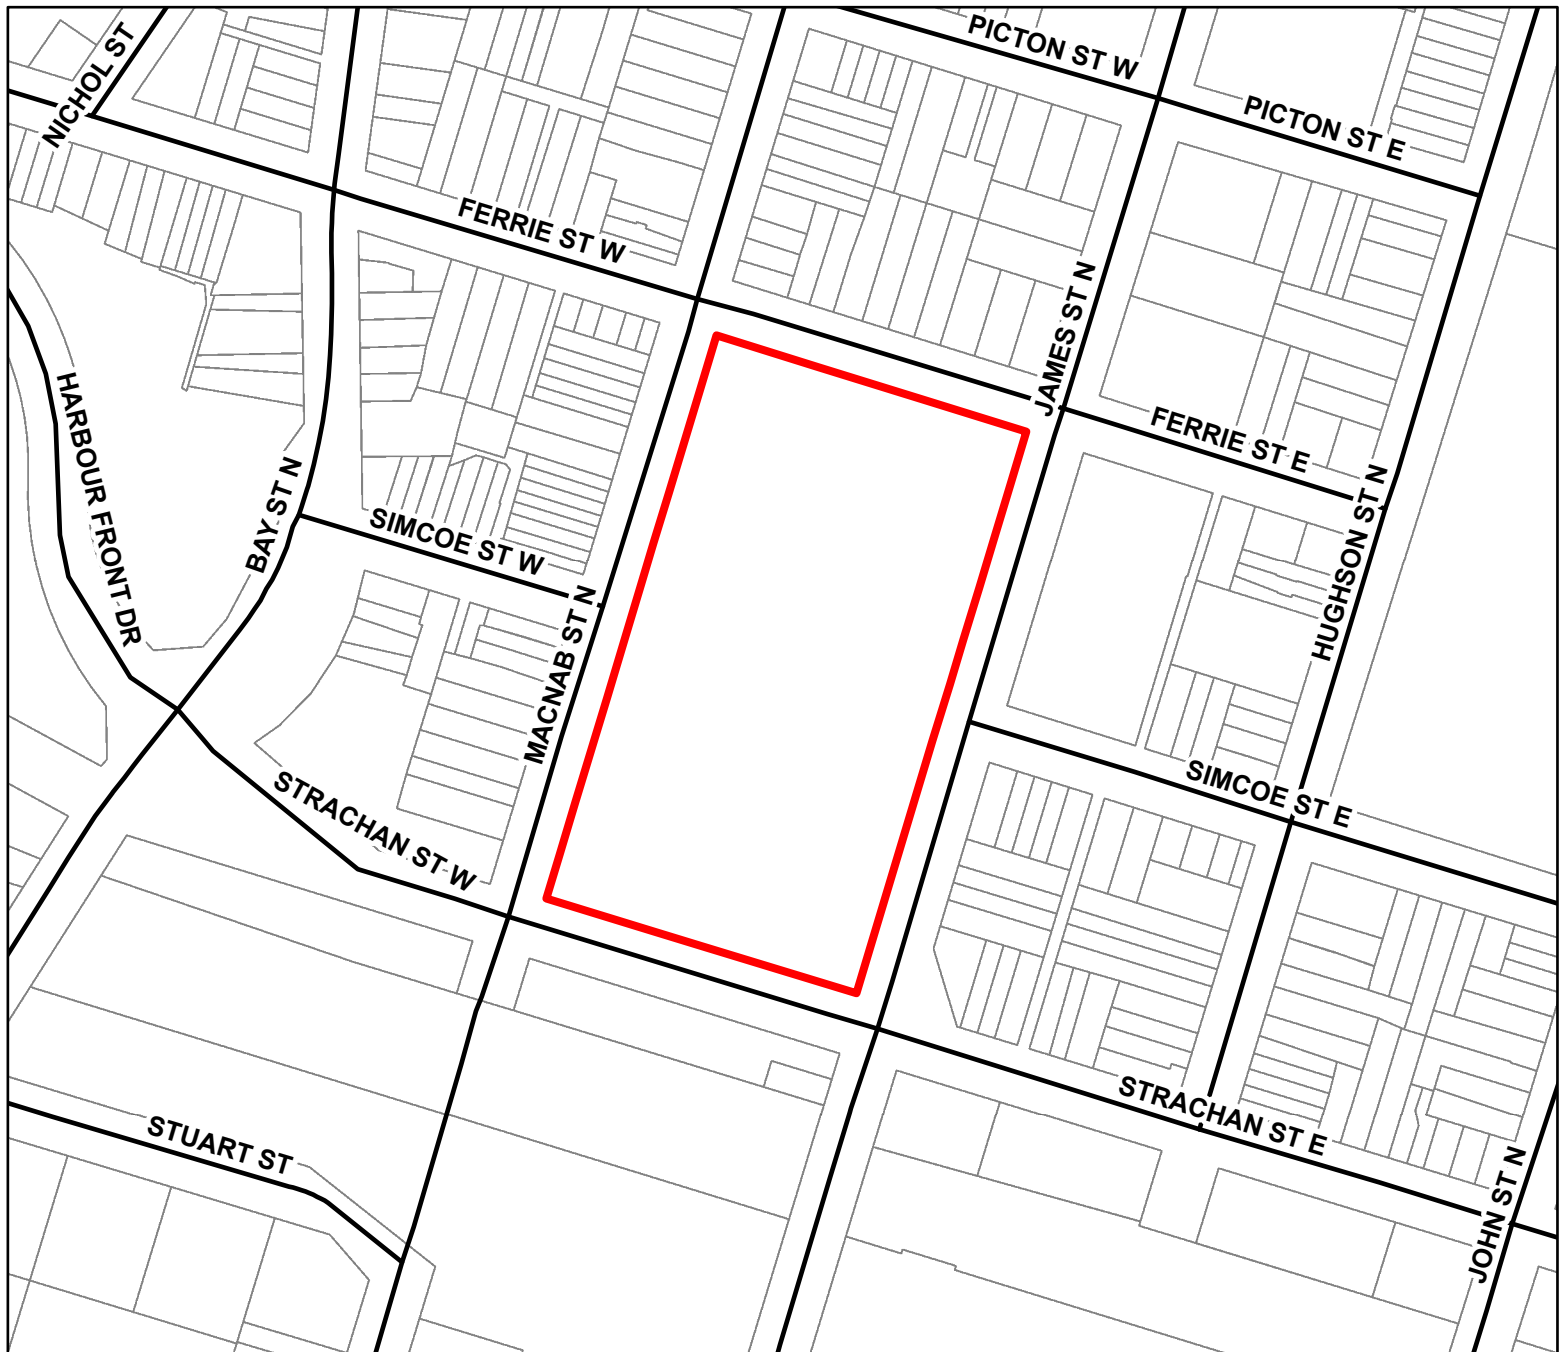 NICHOL ST
PICTON ST W
PICTON ST E
FERRIE ST W
JAMES ST N
HARBOUR FRONT DR
FERRIE ST E
BAY ST N
HUGHSON ST N
SIMCOE ST W
MACNAB ST N
SIMCOE ST E
STRACHAN ST W
STRACHAN ST E
STUART ST
JOHN ST N